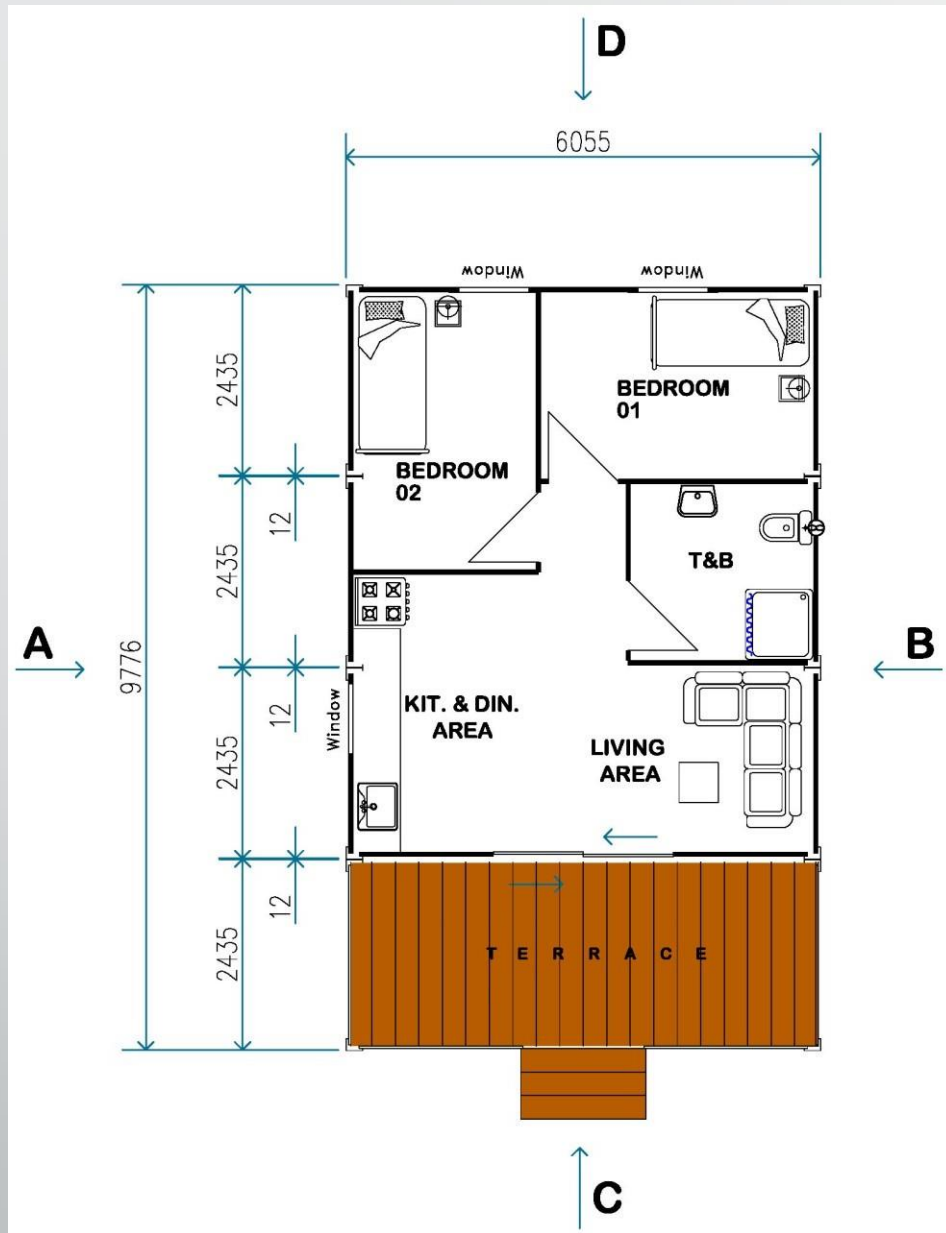 D
6055
Window
Window
2435
BEDROOM
01
BEDROOM
02
12
2435
T&B
A
B
9776
12
Window
KIT. & DIN.
AREA
LIVING
AREA
2435
12
2435
TERRACE
C